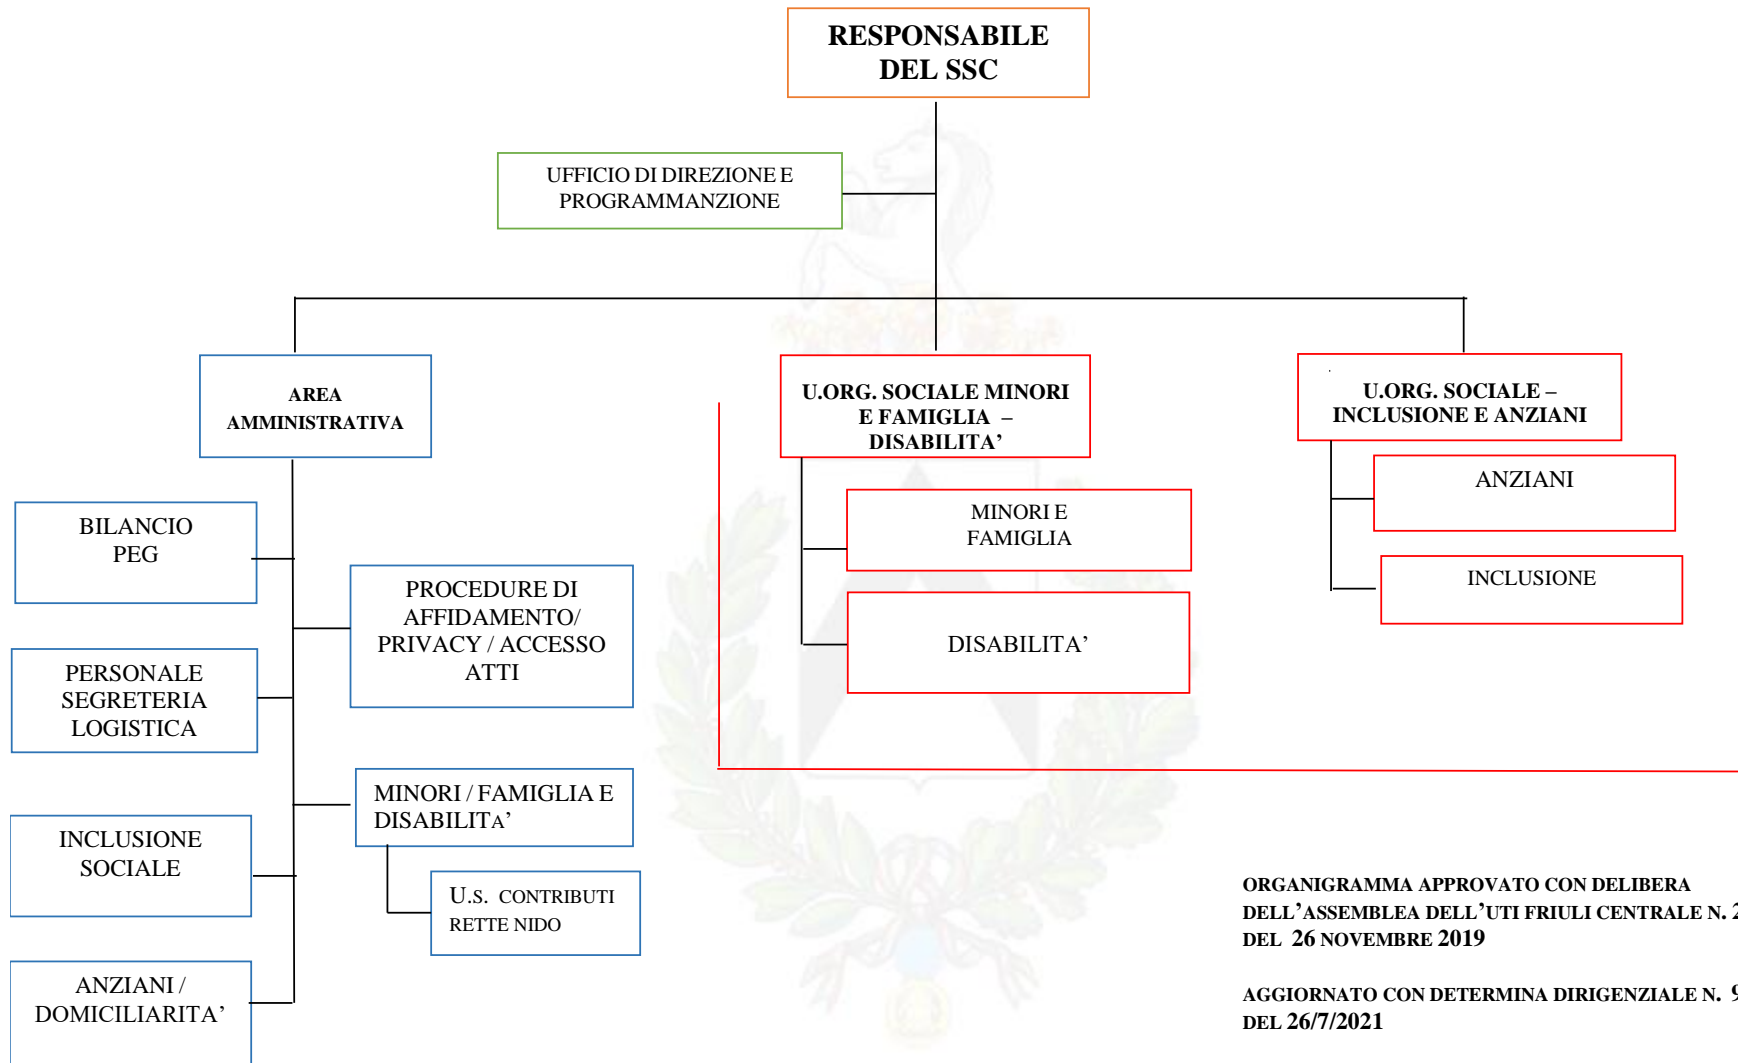 RESPONSABILE
DEL SSC
UFFICIO DI DIREZIONE E
PROGRAMMANZIONE
AREA
AMMINISTRATIVA
U.ORG. SOCIALE MINORI
E FAMIGLIA –
DISABILITA’
.
U.ORG. SOCIALE –
INCLUSIONE E ANZIANI
BILANCIO
PEG
PROCEDURE DI
AFFIDAMENTO/
PRIVACY / ACCESSO
ATTI
PERSONALE
SEGRETERIA
LOGISTICA
MINORI / FAMIGLIA E
DISABILITA’
INCLUSIONE
SOCIALE
U.S. CONTRIBUTI
RETTE NIDO
ANZIANI /
DOMICILIARITA’
MINORI E
FAMIGLIA
DISABILITA’
ANZIANI
INCLUSIONE
ORGANIGRAMMA APPROVATO CON DELIBERA
DELL’ASSEMBLEA DELL’UTI FRIULI CENTRALE N. 2
DEL 26 NOVEMBRE 2019
AGGIORNATO CON DETERMINA DIRIGENZIALE N. 9
DEL 26/7/2021